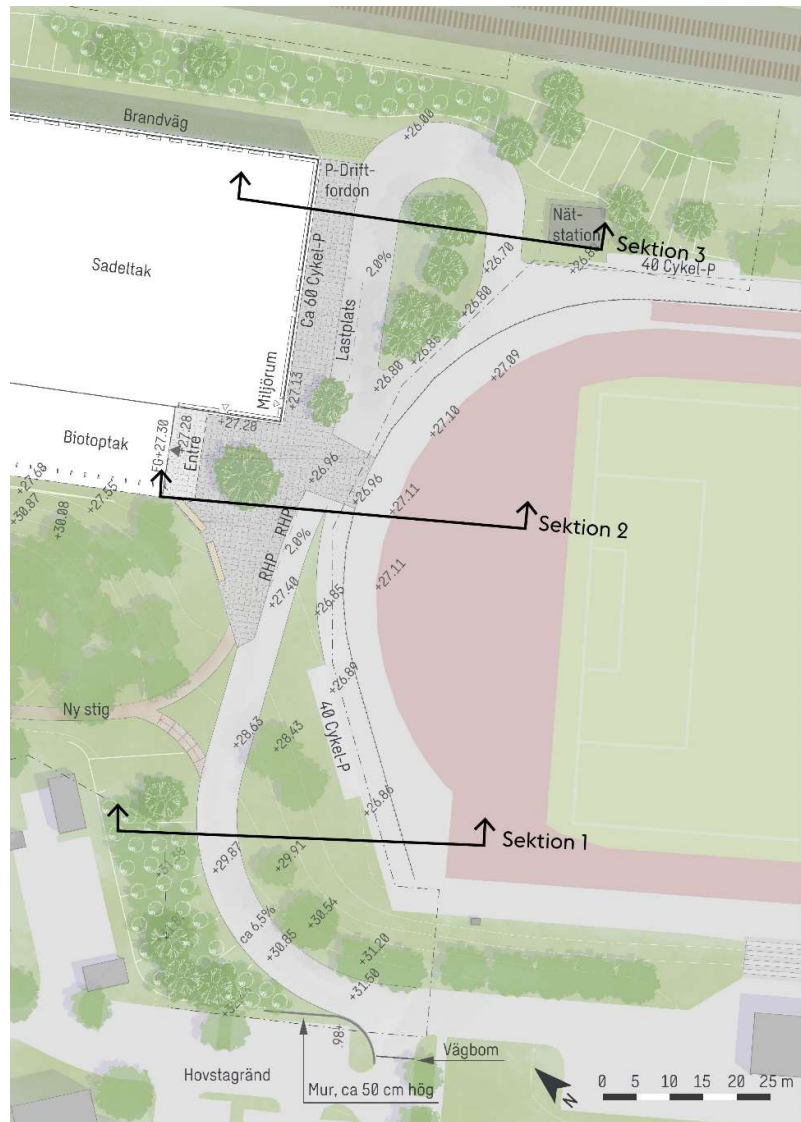 Brandväg
+26.00
P-Drift-
fordon
Nät-
station
Sektion 3
40 Cykel-P
Sadeltak
Ca 60 Cykel-P
2,0%
+26.70
+26.80
+26.85
+26.80
Lastplats
+27.09
Miljörum
+27.13
+27.10
+27.28
Biotoptak
FG+27.30
+27.28
Entre
+26.96
+26.96
+27.11
+27.68
+30.87
+30.08
+27.55
Sektion 2
RHP
RHP
2,0%
+27.40
+26.85
+27.11
+26.89
40 Cykel-P
Ny stig
+28.63
+28.43
+26.86
Sektion 1
+29.87
+29.91
ca 6,5%
+30.54
+30.85
+31.20
+31.50
Vägbom
Hovstagränd
Mur, ca 50 cm hög
N
0 5 10 15 20 25 m